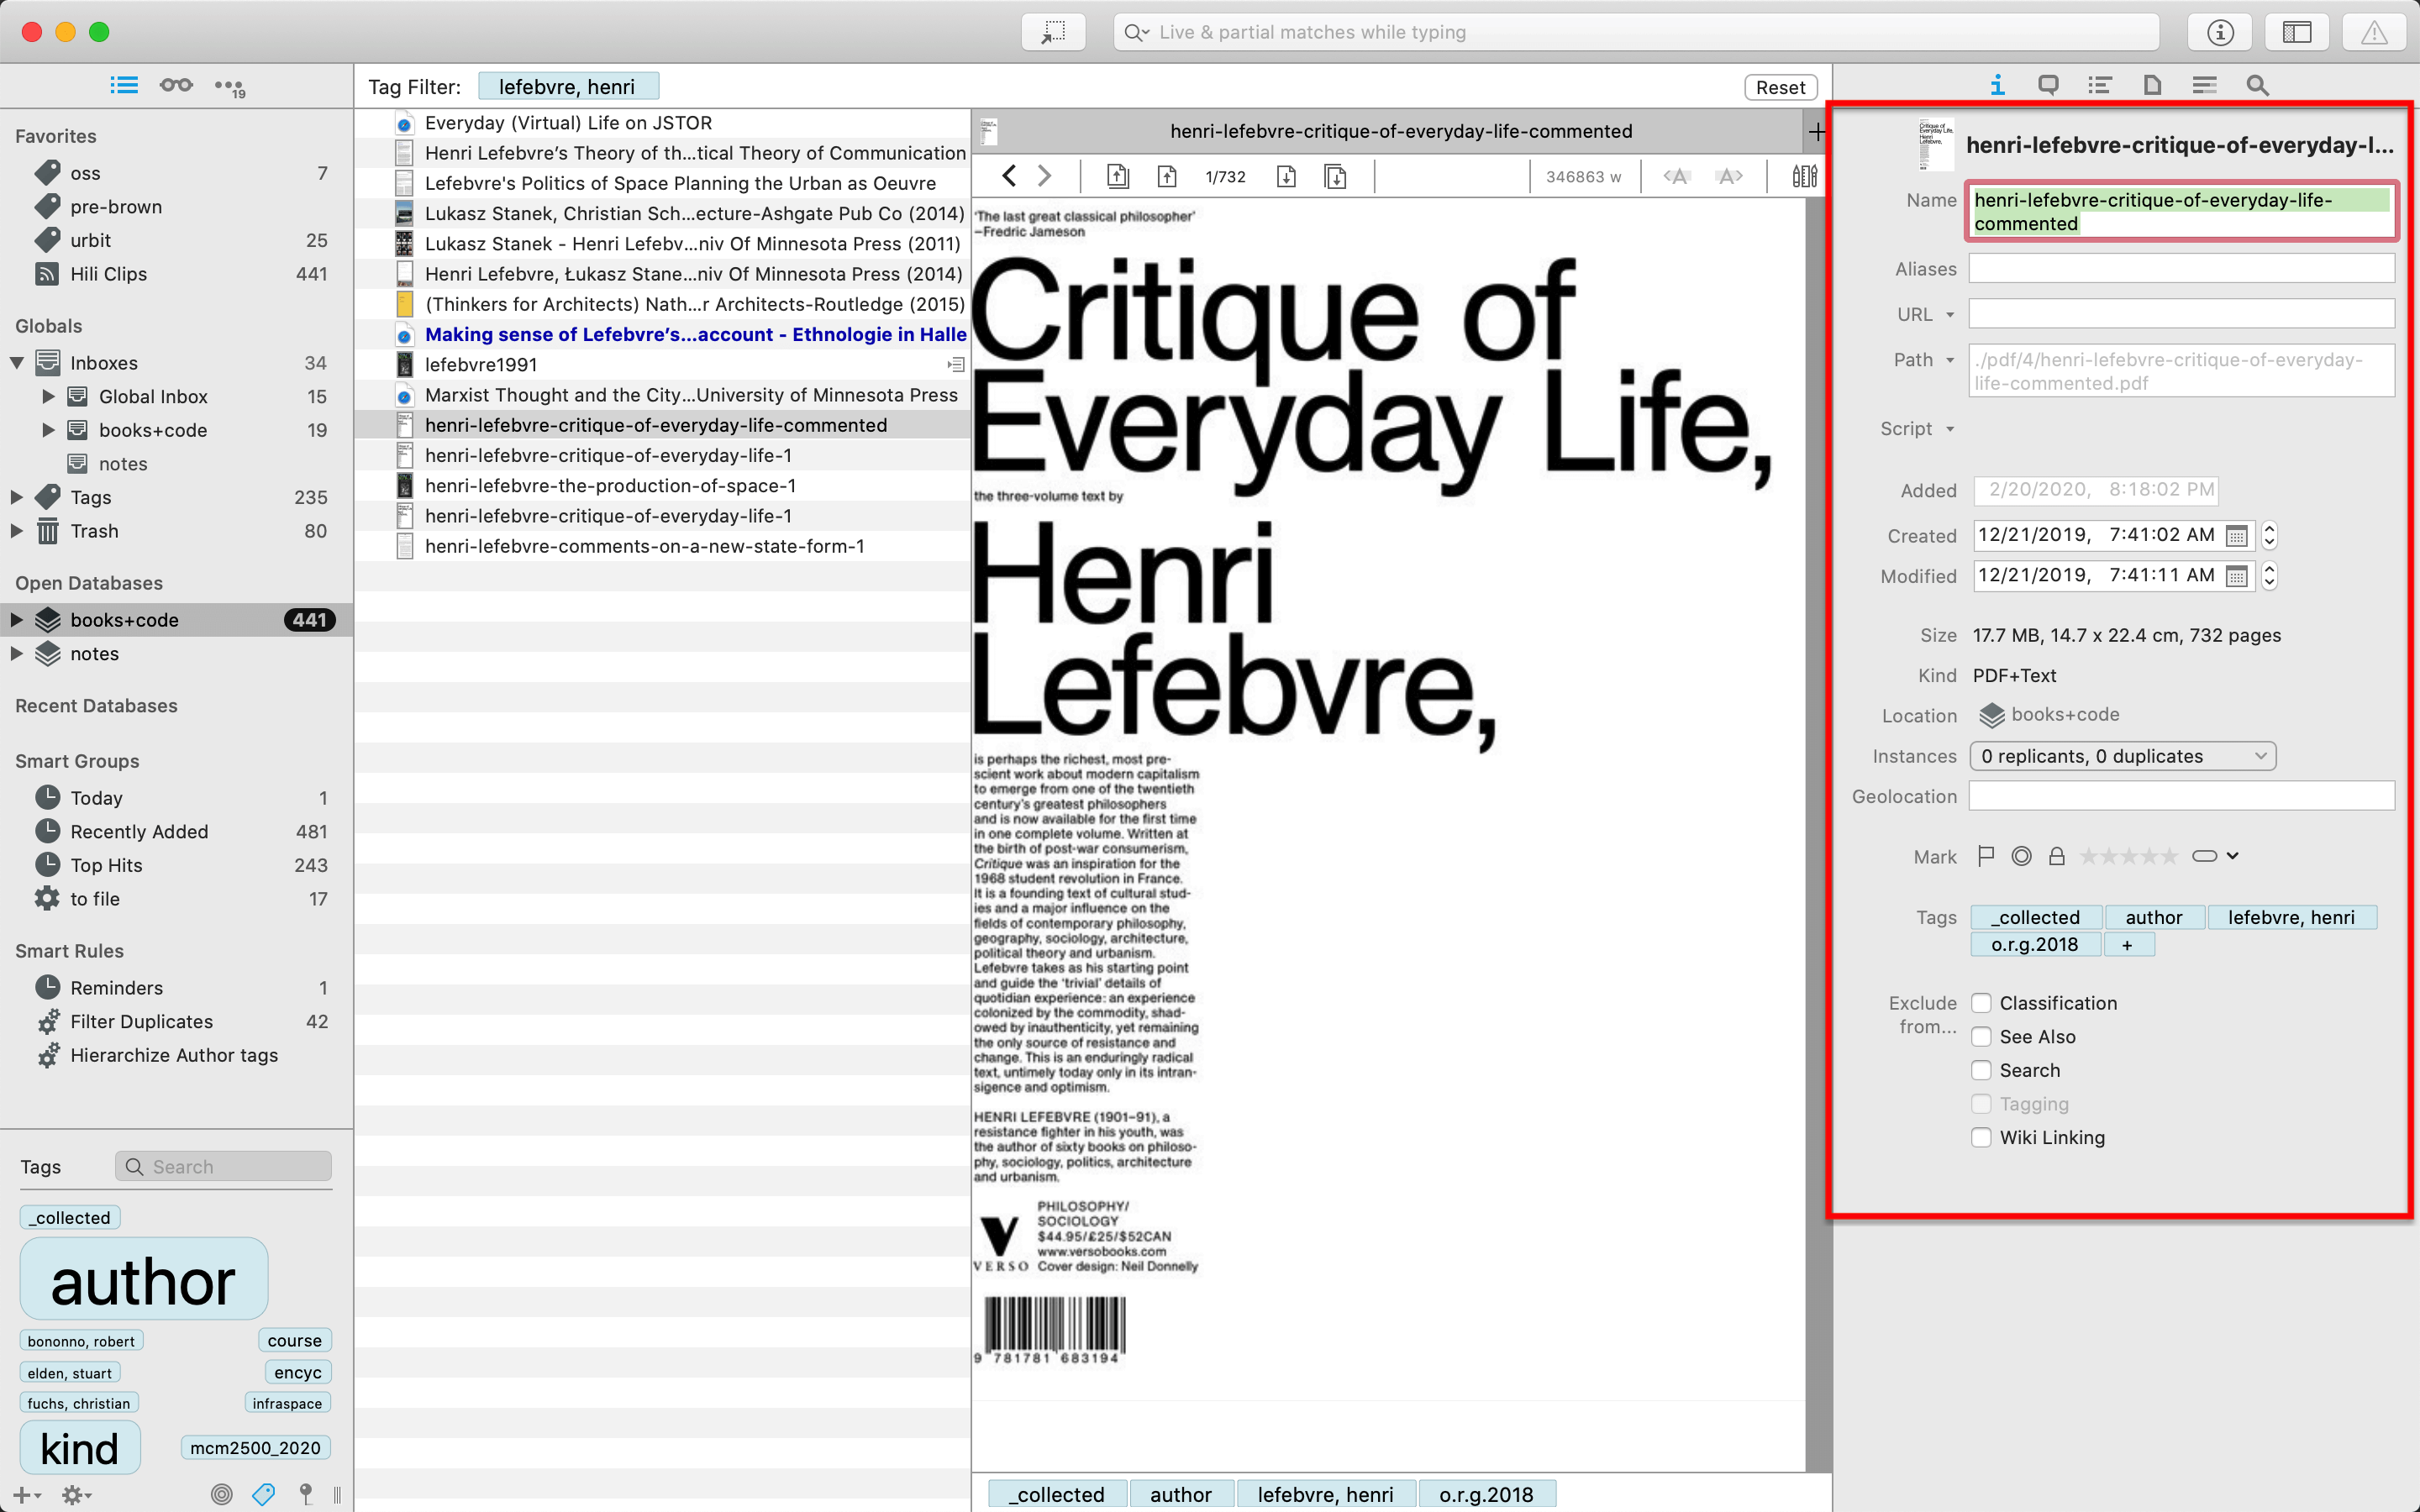 Live & partial matches while typing
19
Tag Filter:
lefebvre, henri
Reset
Favorites
oss 7
pre-brown
urbit 25
Hili Clips 441
Globals
Inboxes 34
Global Inbox 15
books+code 19
notes
Tags 235
Trash 80
Open Databases
books+code 441
notes
Recent Databases
Smart Groups
Today 1
Recently Added 481
Top Hits 243
to file 17
Smart Rules
Reminders 1
Filter Duplicates 42
Hierarchize Author tags
Tags
Search
_collected
author
bononno, robert
course
elden, stuart
encyc
fuchs, christian
infraspace
kind
mcm2500_2020
Everyday (Virtual) Life on JSTOR
Henri Lefebvre’s Theory of th...tical Theory of Communication
Lefebvre's Politics of Space Planning the Urban as Oeuvre
Lukasz Stanek, Christian Sch...ecture-Ashgate Pub Co (2014)
Lukasz Stanek - Henri Lefebv...niv Of Minnesota Press (2011)
Henri Lefebvre, Łukasz Stane...niv Of Minnesota Press (2014)
(Thinkers for Architects) Nath...r Architects-Routledge (2015)
Making sense of Lefebvre’s...account - Ethnologie in Halle
lefebvre1991
Marxist Thought and the City...University of Minnesota Press
henri-lefebvre-critique-of-everyday-life-commented
henri-lefebvre-critique-of-everyday-life-1
henri-lefebvre-the-production-of-space-1
henri-lefebvre-critique-of-everyday-life-1
henri-lefebvre-comments-on-a-new-state-form-1
henri-lefebvre-critique-of-everyday-life-commented
1/732
346863 w
‘The last great classical philosopher’
–Fredric Jameson
Critique of
Everyday Life,
the three-volume text by
Henri
Lefebvre,
is perhaps the richest, most pre-
scient work about modern capitalism
to emerge from one of the twentieth
century’s greatest philosophers
and is now available for the first time
in one complete volume. Written at
the birth of post-war consumerism,
Critique was an inspiration for the
1968 student revolution in France.
It is a founding text of cultural stud-
ies and a major influence on the
fields of contemporary philosophy,
geography, sociology, architecture,
political theory and urbanism.
Lefebvre takes as his starting point
and guide the ‘trivial’ details of
quotidian experience: an experience
colonized by the commodity, shad-
owed by inauthenticity, yet remaining
the only source of resistance and
change. This is an enduringly radical
text, untimely today only in its intran-
sigence and optimism.
HENRI LEFEBVRE (1901–91), a
resistance fighter in his youth, was
the author of sixty books on philoso-
phy, sociology, politics, architecture
and urbanism.
PHILOSOPHY/
SOCIOLOGY
$44.95/£25/$52CAN
www.versobooks.com
VERSO Cover design: Neil Donnelly
9 781781 683194
_collected
author
lefebvre, henri
o.r.g.2018
henri-lefebvre-critique-of-everyday-l...
Name henri-lefebvre-critique-of-everyday-life-
commented
Aliases
URL
Path ./pdf/4/henri-lefebvre-critique-of-everyday-
life-commented.pdf
Script
Added 2/20/2020, 8:18:02 PM
Created 12/21/2019, 7:41:02 AM
Modified 12/21/2019, 7:41:11 AM
Size 17.7 MB, 14.7 x 22.4 cm, 732 pages
Kind PDF+Text
Location books+code
Instances 0 replicants, 0 duplicates
Geolocation
Mark
Tags _collected author lefebvre, henri
o.r.g.2018 +
Exclude
from...
Classification
See Also
Search
Tagging
Wiki Linking